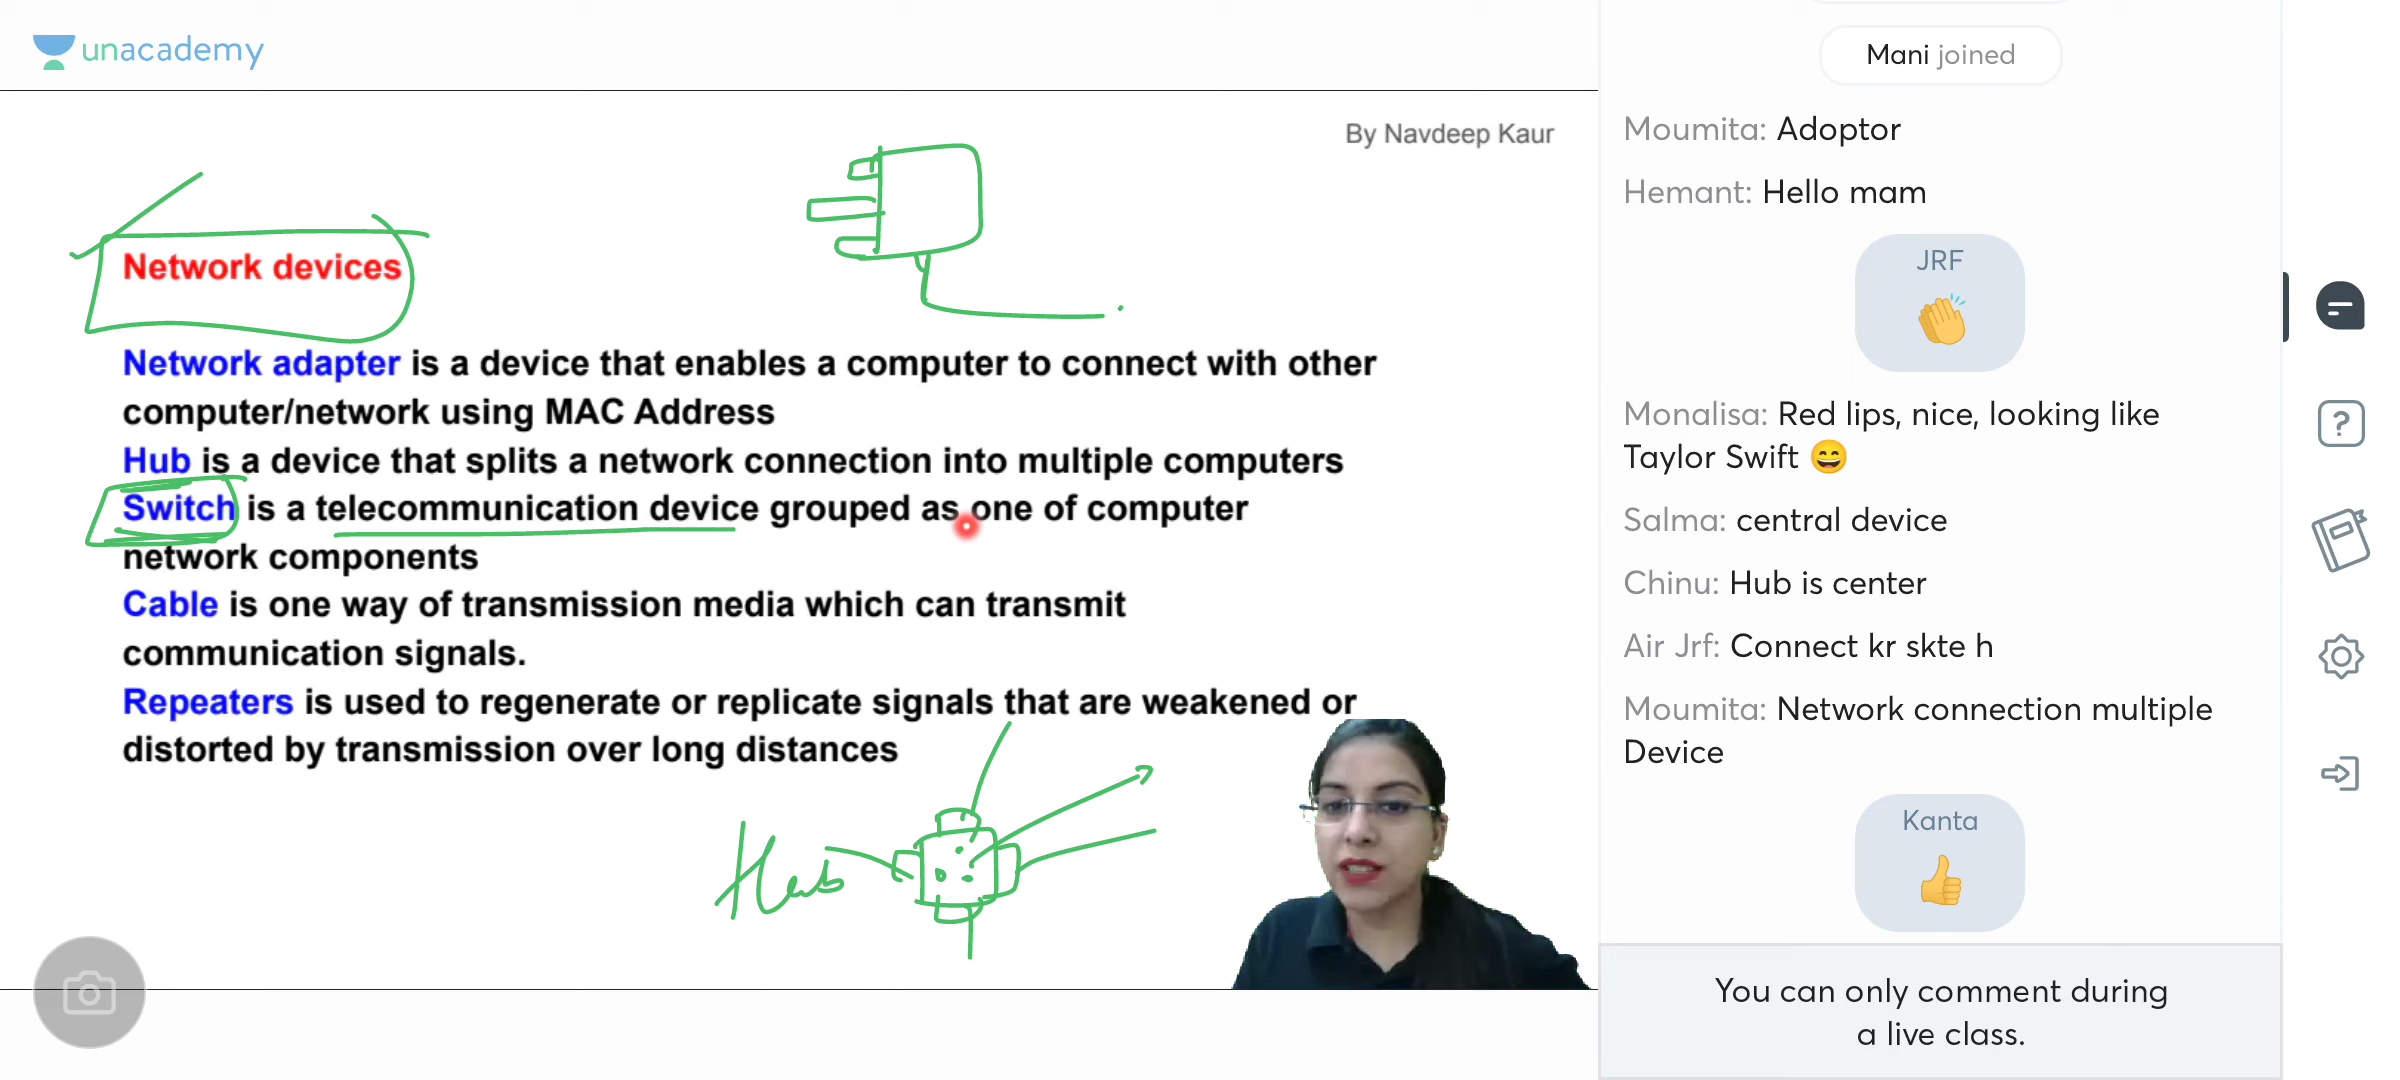 unacademy
By Navdeep Kaur
Network devices
Network adapter is a device that enables a computer to connect with other
computer/network using MAC Address
Hub is a device that splits a network connection into multiple computers
Switch is a telecommunication device grouped as one of computer
network components
Cable is one way of transmission media which can transmit
communication signals.
Repeaters is used to regenerate or replicate signals that are weakened or
distorted by transmission over long distances
Hub
Mani joined
Moumita: Adoptor
Hemant: Hello mam
JRF
👏
Monalisa: Red lips, nice, looking like
Taylor Swift 😄
Salma: central device
Chinu: Hub is center
Air Jrf: Connect kr skte h
Moumita: Network connection multiple
Device
Kanta
👍
You can only comment during
a live class.